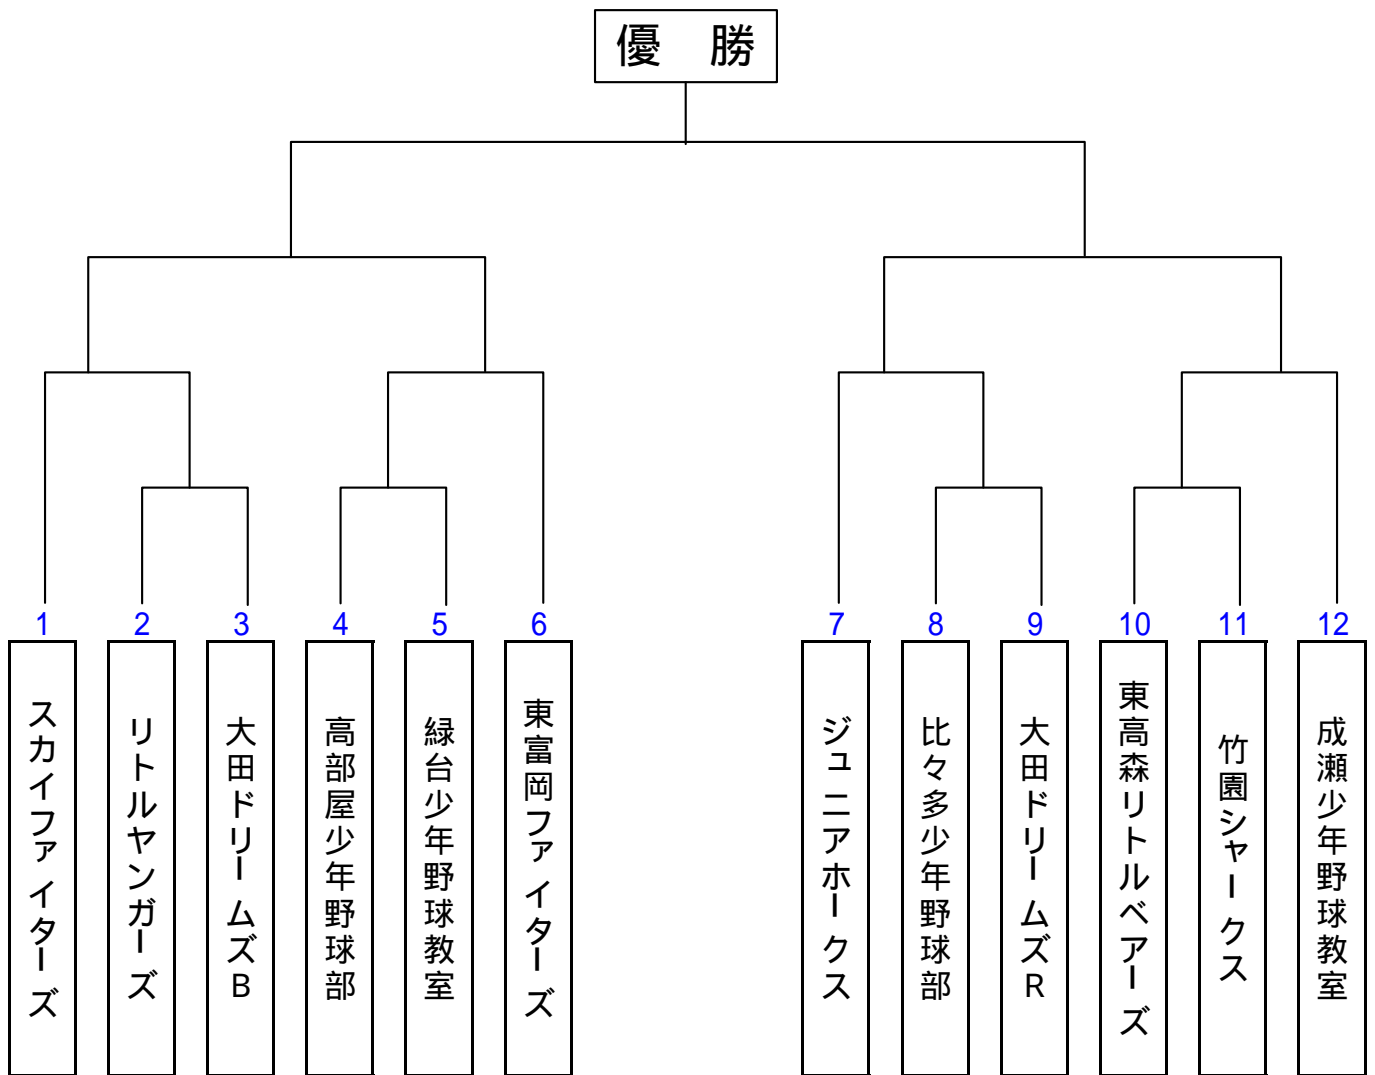 優　勝
1
2
3
4
5
6
7
8
9
10
11
12
スカイファイターズ
リトルヤンガーズ
大田ドリームズB
高部屋少年野球部
緑台少年野球教室
東富岡ファイターズ
ジュニアホークス
比々多少年野球部
大田ドリームズR
東高森リトルベアーズ
竹園シャークス
成瀬少年野球教室